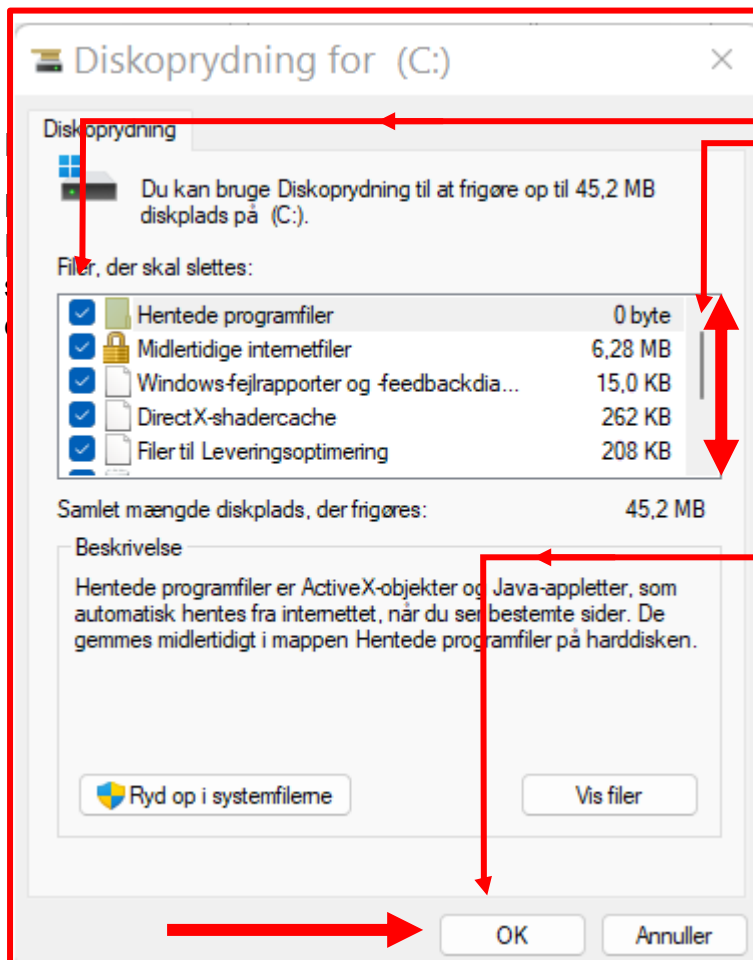 Diskoprydning for (C:)
Diskoprydning
Du kan bruge Diskoprydning til at frigøre op til 45,2 MB
diskplads på (C:).
Filer, der skal slettes:
Hentede programfiler 0 byte
Midlertidige internetfiler 6,28 MB
Windows-fejlrapporter og -feedbackdia... 15,0 KB
DirectX-shadercache 262 KB
Filer til Leveringsoptimering 208 KB
Samlet mængde diskplads, der frigøres: 45,2 MB
Beskrivelse
Hentede programfiler er ActiveX-objekter og Java-appletter, som
automatisk hentes fra internettet, når du ser bestemte sider. De
gemmes midlertidigt i mappen Hentede programfiler på harddisken.
Ryd op i systemfilerne Vis filer
OK Annuller